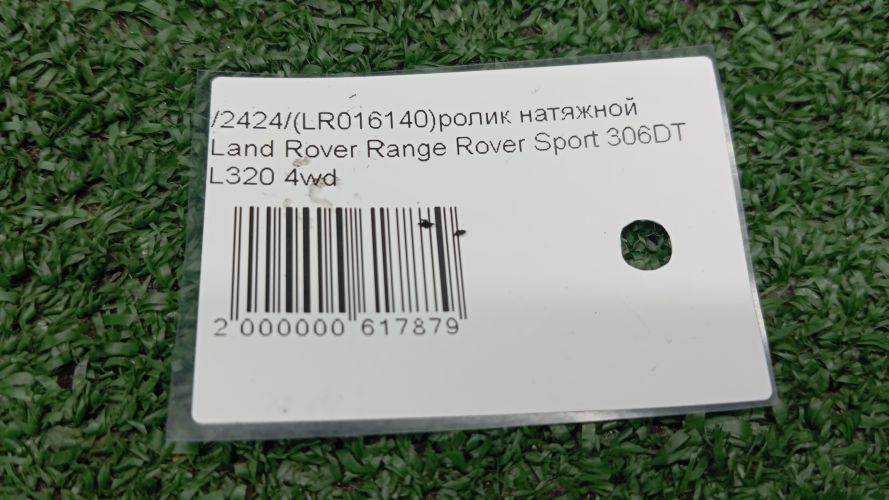 /2424/(LR016140)ролик натяжной
Land Rover Range Rover Sport 306DT
L320 4wd
2 000000 617879